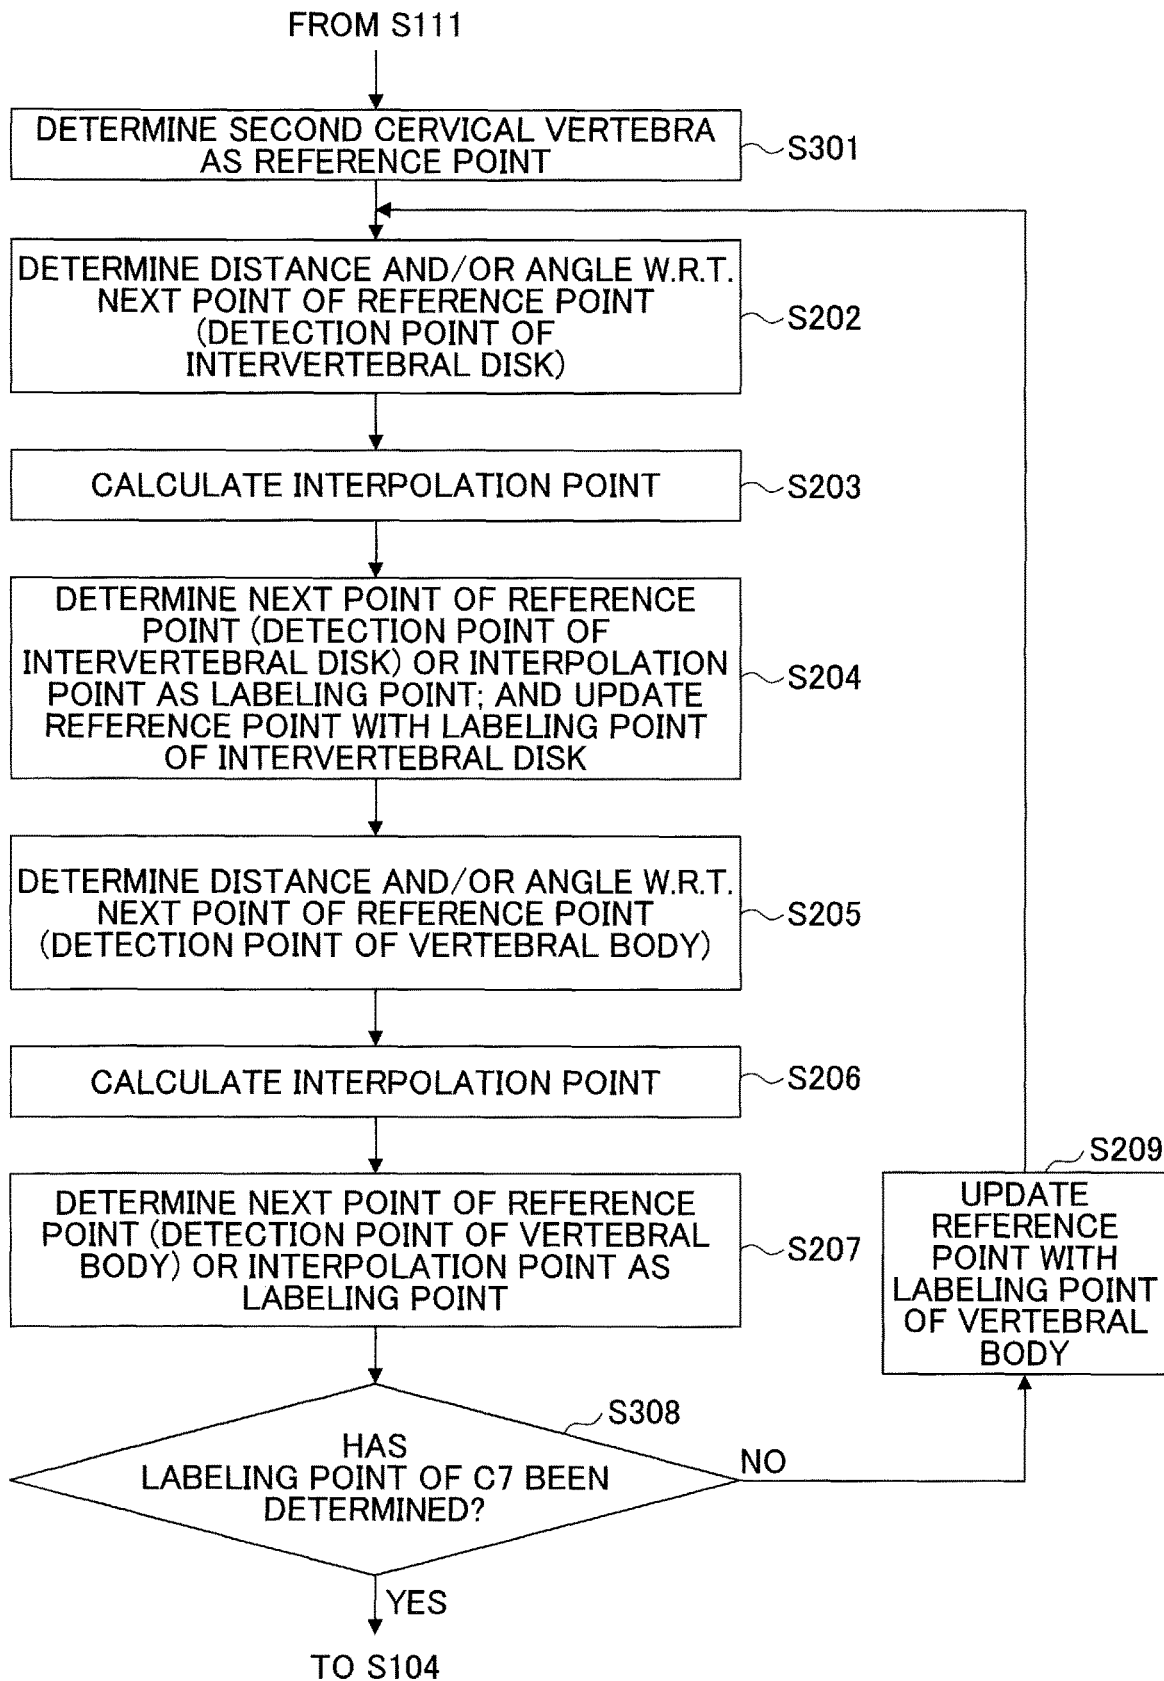 FROM S111
DETERMINE SECOND CERVICAL VERTEBRA
AS REFERENCE POINT
S301
DETERMINE DISTANCE AND/OR ANGLE W.R.T.
NEXT POINT OF REFERENCE POINT
(DETECTION POINT OF
INTERVERTEBRAL DISK)
S202
CALCULATE INTERPOLATION POINT
S203
DETERMINE NEXT POINT OF REFERENCE
POINT (DETECTION POINT OF
INTERVERTEBRAL DISK) OR INTERPOLATION
POINT AS LABELING POINT; AND UPDATE
REFERENCE POINT WITH LABELING POINT
OF INTERVERTEBRAL DISK
S204
DETERMINE DISTANCE AND/OR ANGLE W.R.T.
NEXT POINT OF REFERENCE POINT
(DETECTION POINT OF VERTEBRAL BODY)
S205
CALCULATE INTERPOLATION POINT
S206
DETERMINE NEXT POINT OF REFERENCE
POINT (DETECTION POINT OF VERTEBRAL
BODY) OR INTERPOLATION POINT AS
LABELING POINT
S207
S209
UPDATE
REFERENCE
POINT WITH
LABELING POINT
OF VERTEBRAL
BODY
S308
HAS
LABELING POINT OF C7 BEEN
DETERMINED?
NO
YES
TO S104